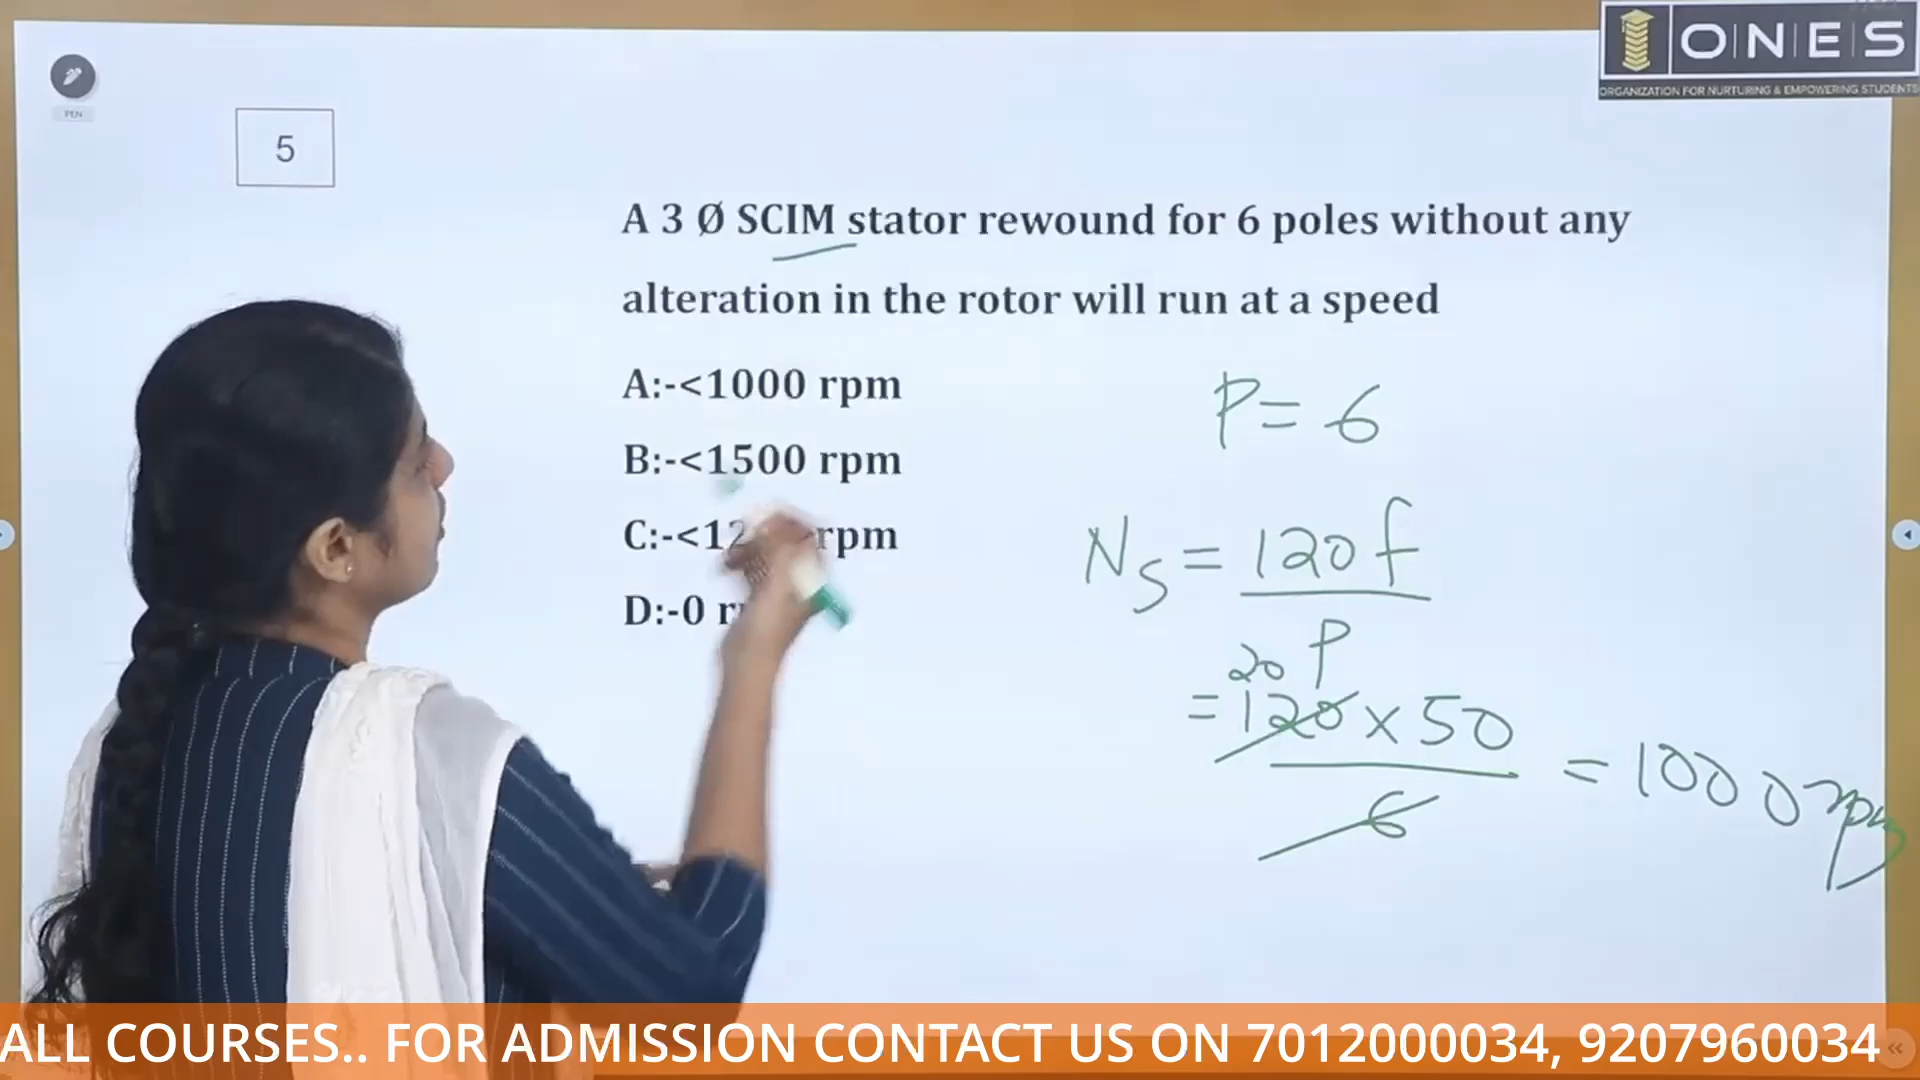 ONES
ORGANIZATION FOR NURTURING & EMPOWERING STUDENTS
PEN
5
A 3 Ø SCIM stator rewound for 6 poles without any
alteration in the rotor will run at a speed
A:-<1000 rpm
B:-<1500 rpm
C:-<12 rpm
D:-0
P = 6
Ns = 120 f
P
20
= 120 x 50
6
= 1000 rpm
ALL COURSES.. FOR ADMISSION CONTACT US ON 7012000034, 9207960034